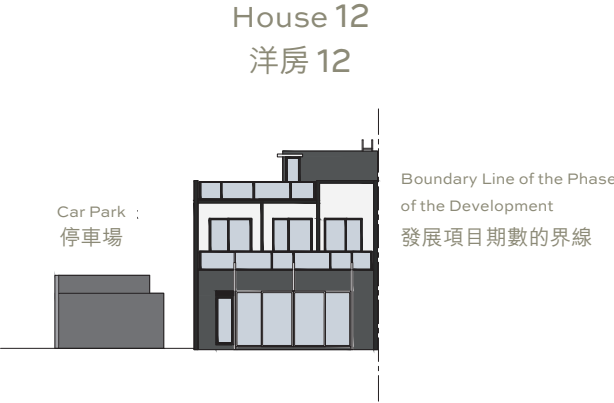 House 12
洋房 12
Car Park :
停車場
Boundary Line of the Phase
of the Development
發展項目期數的界線